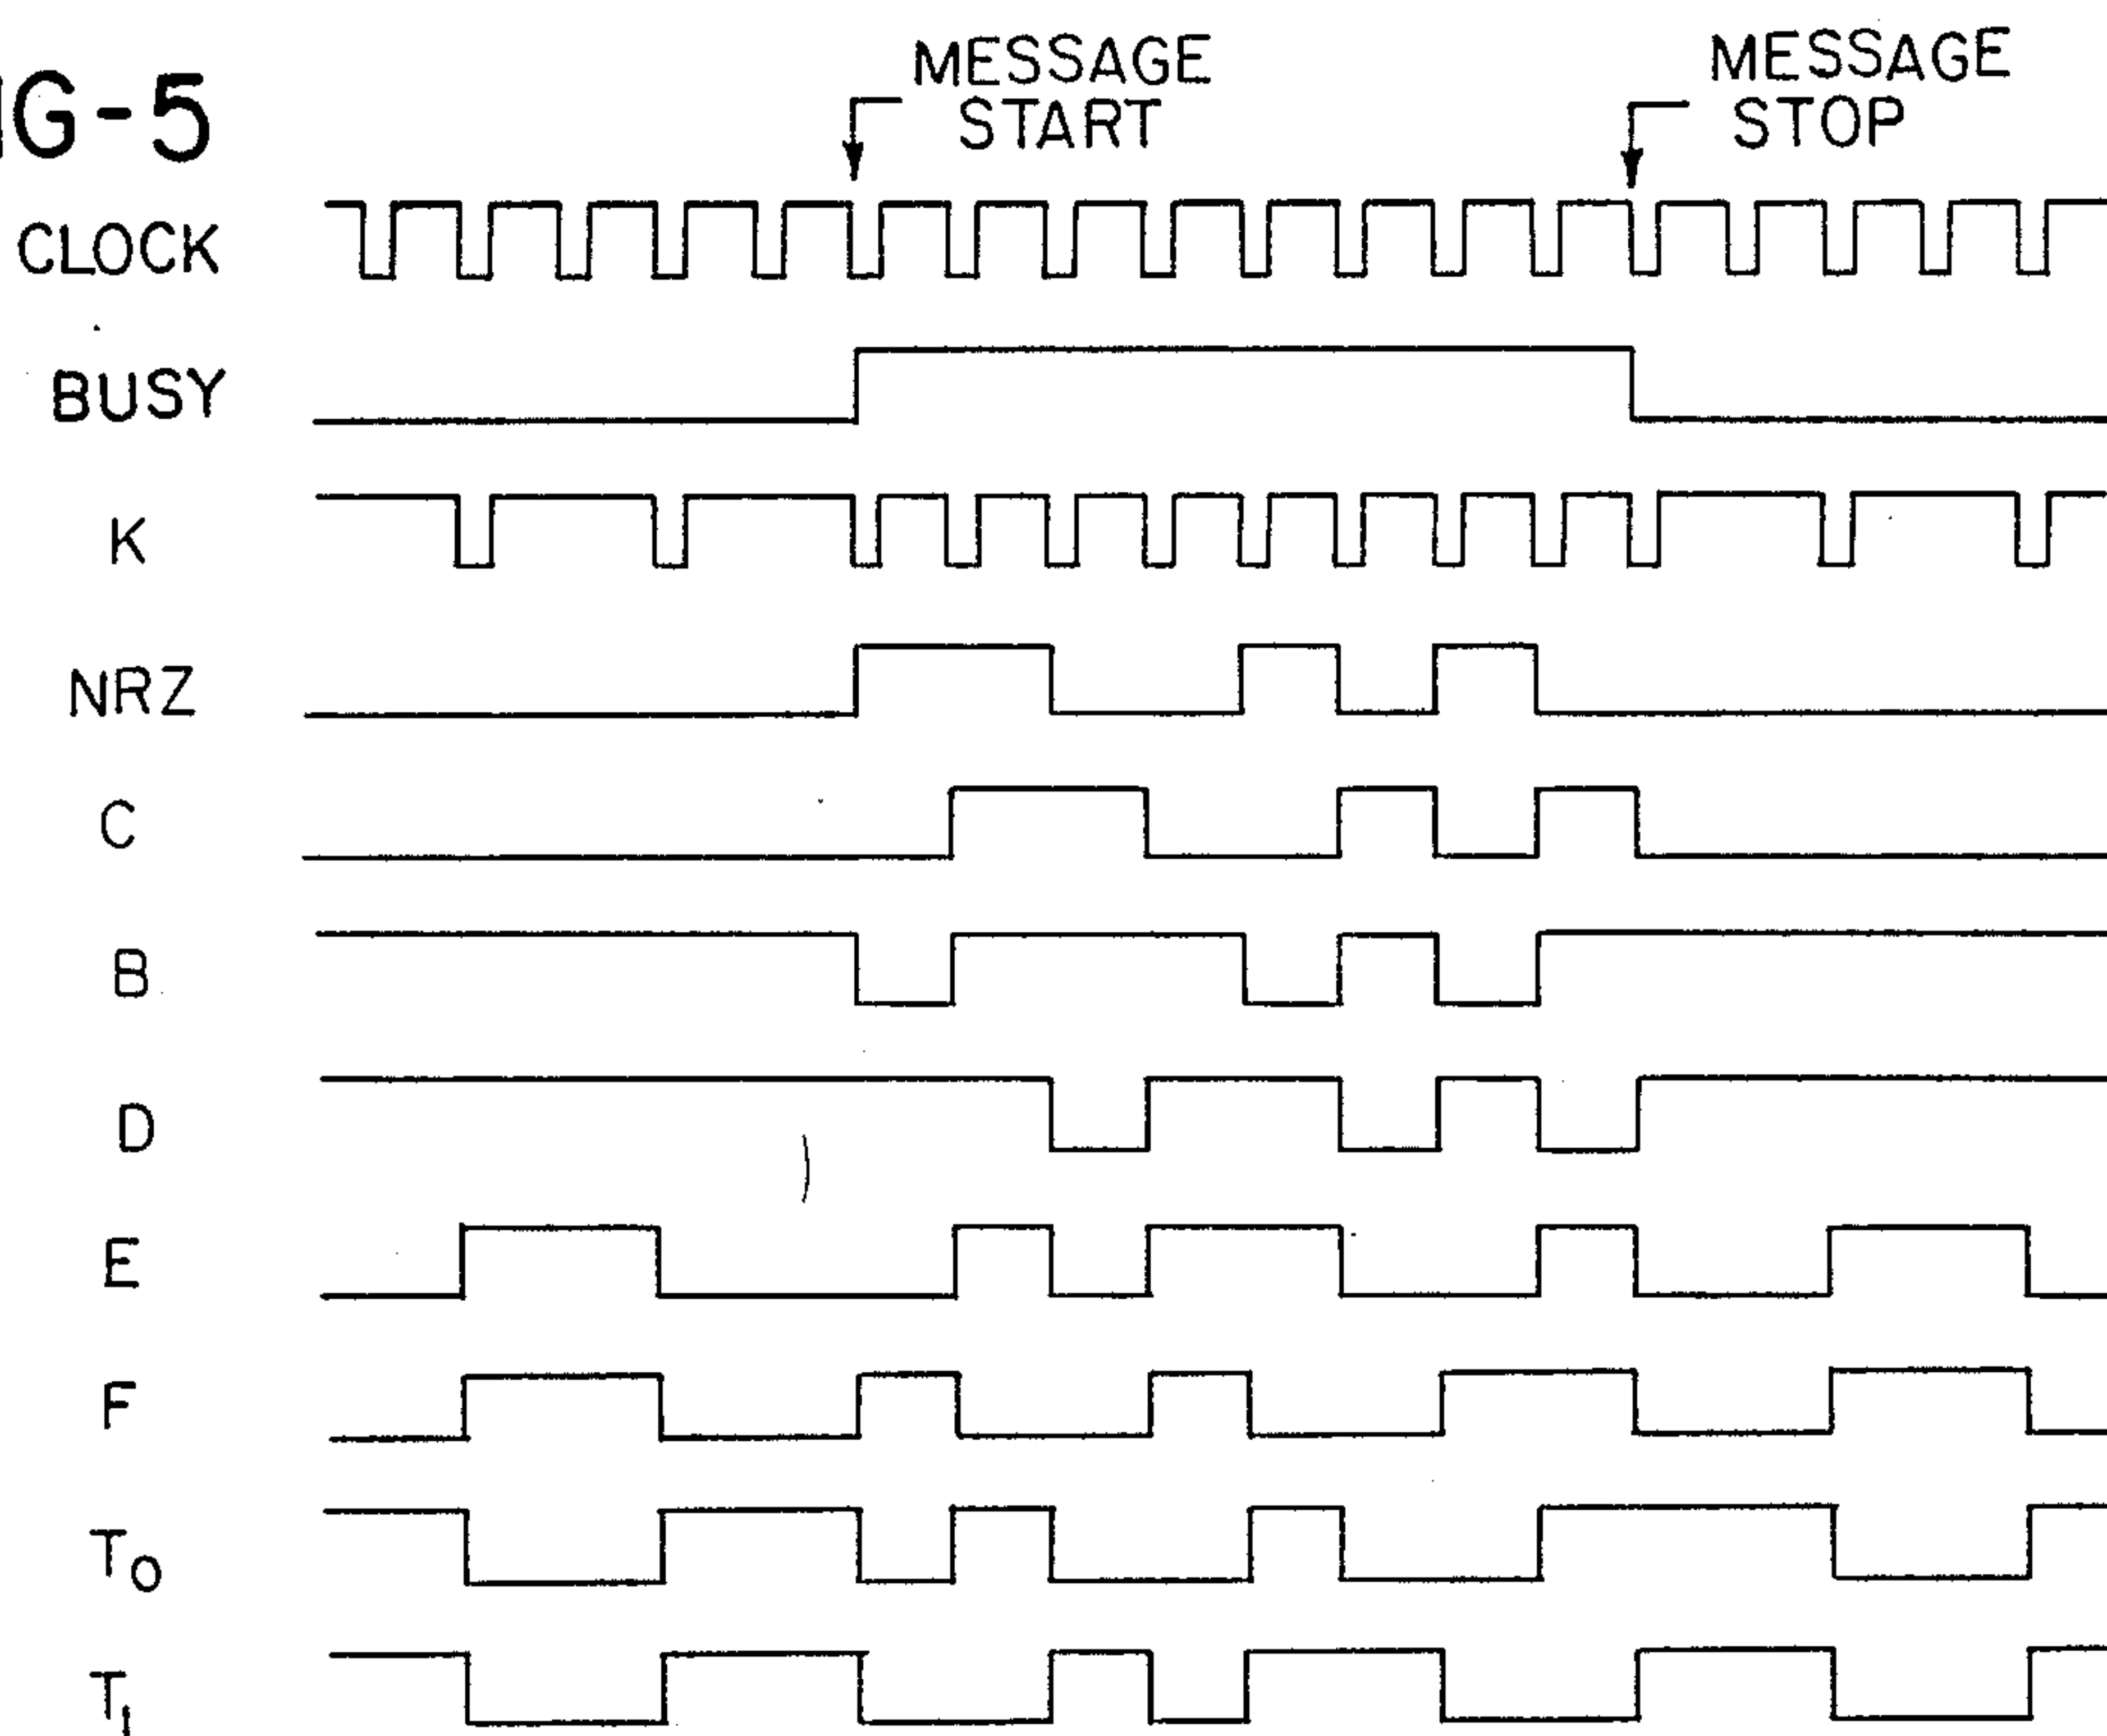 IG-5
MESSAGE
START
MESSAGE
STOP
CLOCK
BUSY
K
NRZ
C
B
D
E
F
T₀
T₁